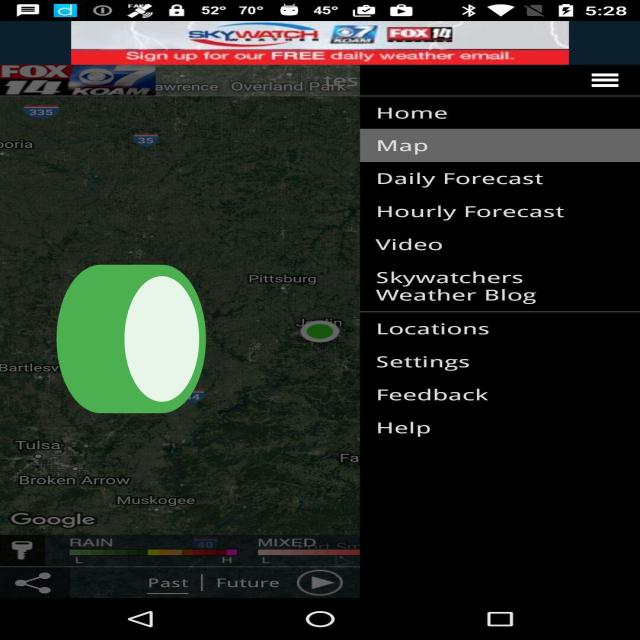 52° 70° 45° 5:28
SKYWATCH 7 KOAM FOX 14
Sign up for our FREE daily weather email.
FOX 14 7 KOAM
awrence Overland Park
335
35
poria
Pittsburg
Bartlesv
Tulsa
Broken Arrow
Muskogee
Fa
Google
RAIN
L H
40
MIXED
L
Past | Future
Home
Map
Daily Forecast
Hourly Forecast
Video
Skywatchers
Weather Blog
Locations
Settings
Feedback
Help